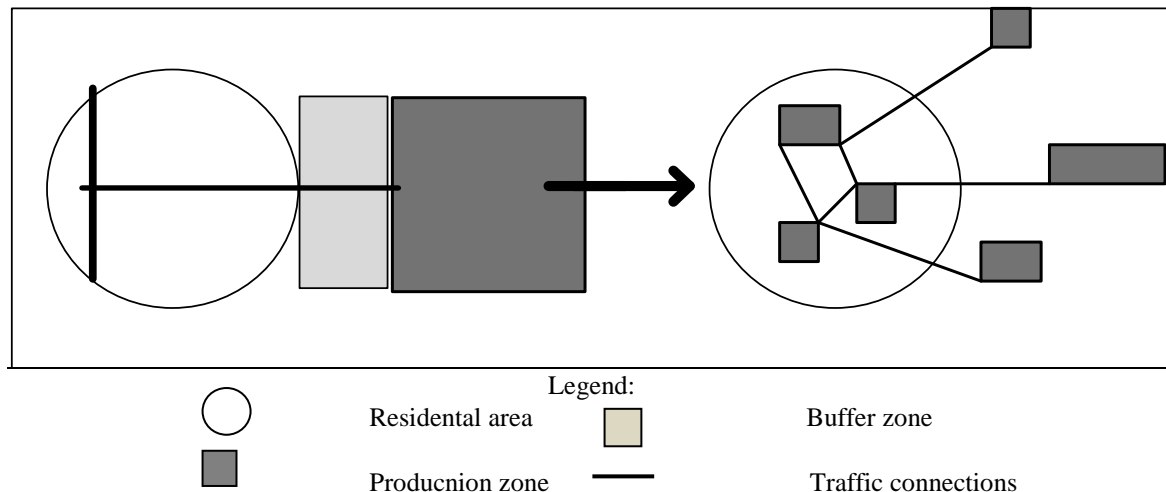 Legend:
Residental area
Buffer zone
Producnion zone
Traffic connections